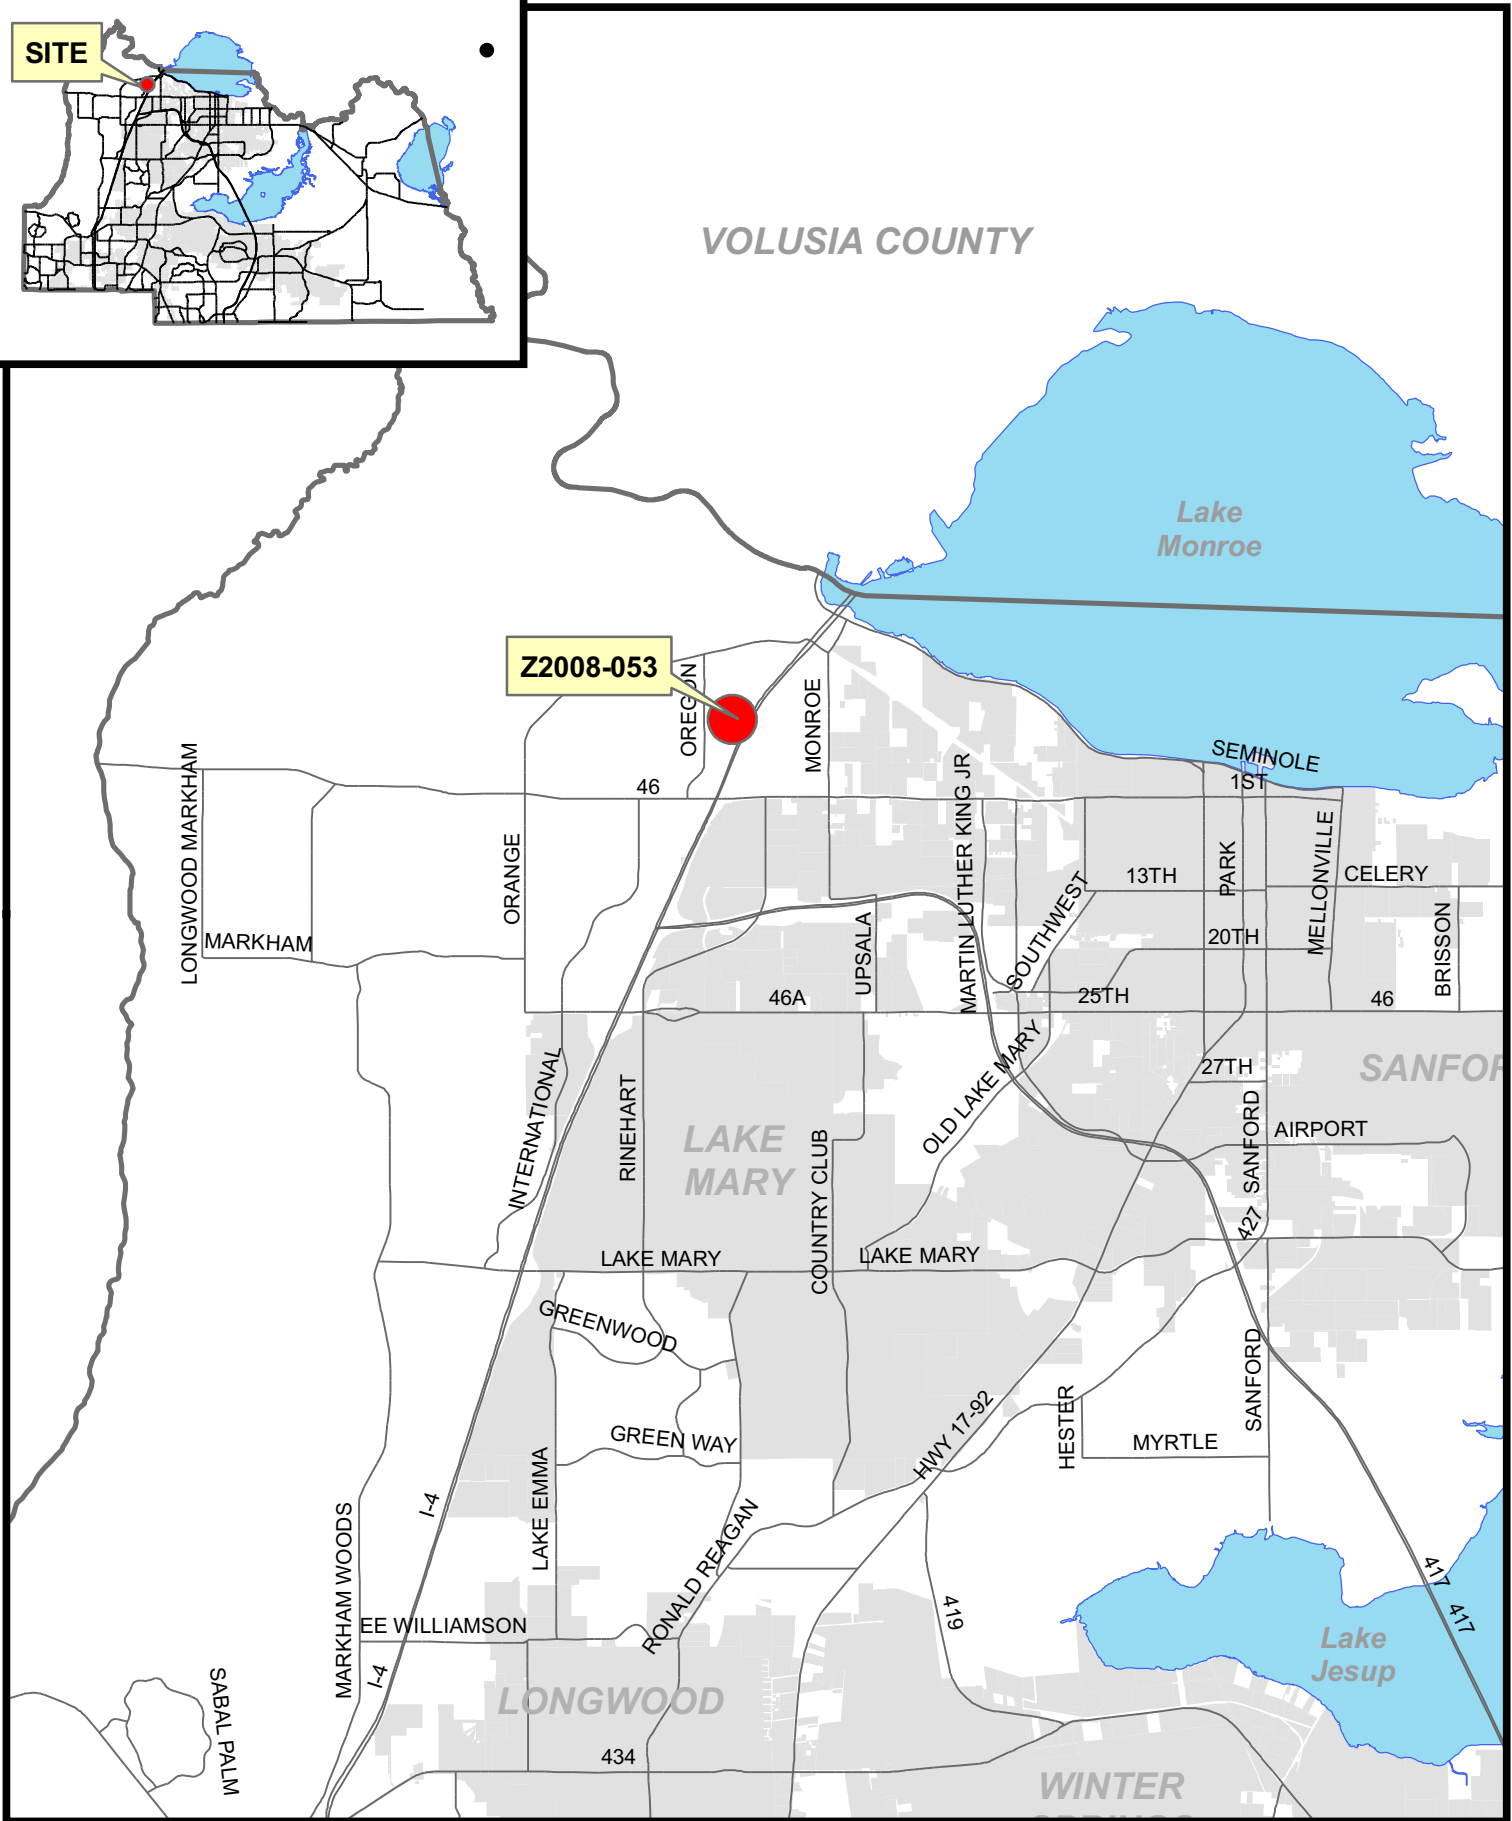 SITE
VOLUSIA COUNTY
Lake
Monroe
Z2008-053
OREGON
MONROE
SEMINOLE
1ST
46
LONGWOOD MARKHAM
ORANGE
MARTIN LUTHER KING JR
SOUTHWEST
13TH
PARK
MELLONVILLE
CELERY
MARKHAM
UPSALA
20TH
BRISSON
46A
25TH
46
INTERNATIONAL
RINEHART
OLD LAKE MARY
27TH
SANFOR
LAKE
MARY
COUNTRY CLUB
SANFORD
AIRPORT
427
LAKE MARY
LAKE MARY
GREENWOOD
SANFORD
HWY 17-92
HESTER
GREEN WAY
MYRTLE
I-4
LAKE EMMA
MARKHAM WOODS
RONALD REAGAN
417
417
419
EE WILLIAMSON
Lake
Jesup
I-4
SABAL PALM
LONGWOOD
434
WINTER